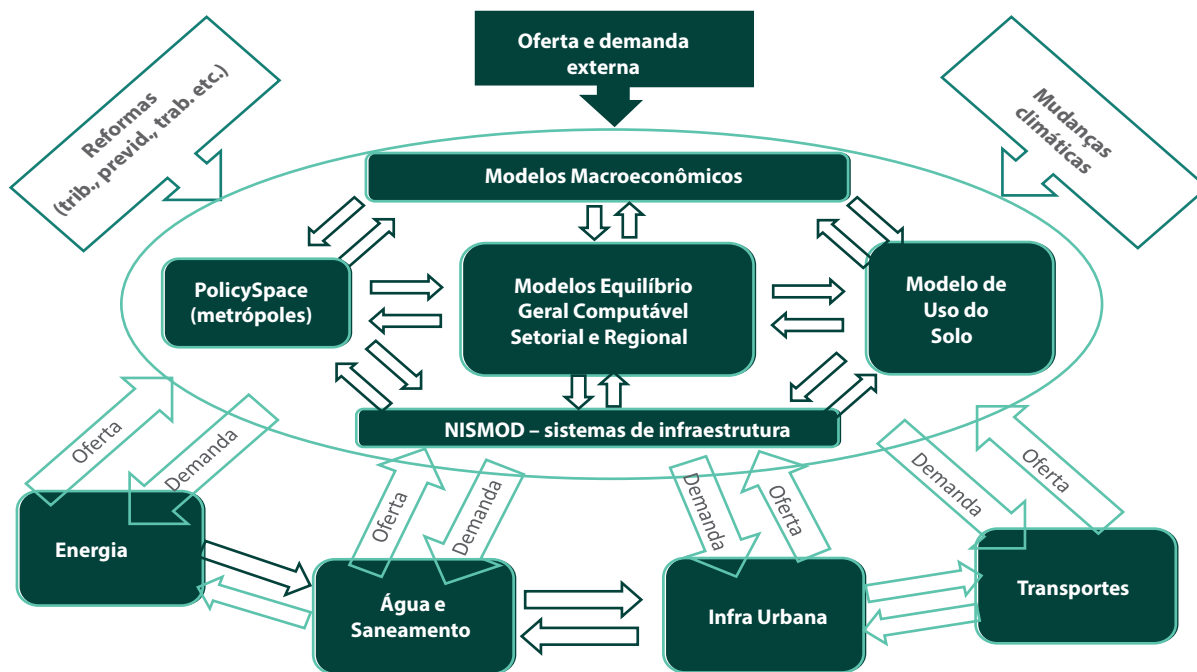 Oferta e demanda
externa
Reformas
(trib., previd., trab. etc.)
Mudanças
climáticas
Modelos Macroeconômicos
PolicySpace
(metrópoles)
Modelos Equilíbrio
Geral Computável
Setorial e Regional
Modelo de
Uso do
Solo
NISMOD – sistemas de infraestrutura
Oferta
Demanda
Oferta
Demanda
Demanda
Oferta
Demanda
Oferta
Energia
Água e
Saneamento
Infra Urbana
Transportes